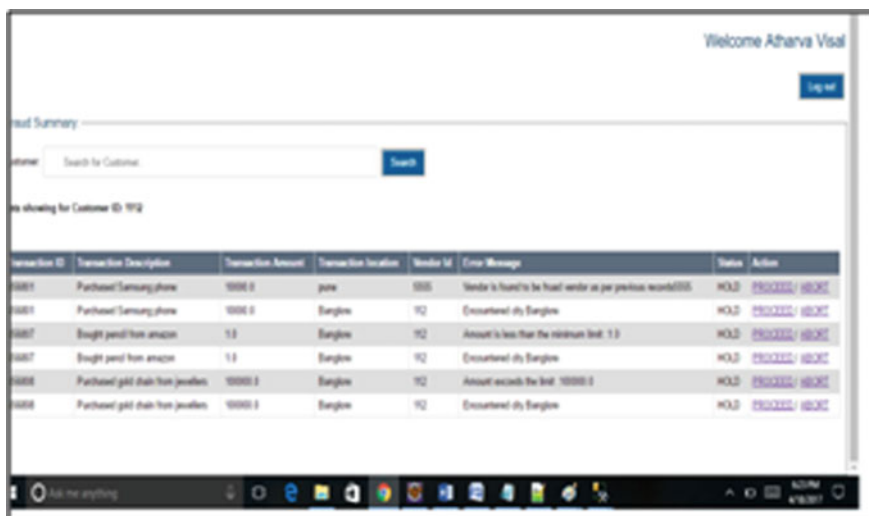 Welcome Atharva Visal
Log out
raud Summary
ustomer Search for Customer. Search
ts showing for Customer ID: 1912
ransaction ID Transaction Description Transaction Amount Transaction location Vendor Id Error Message Status Action
Purchased Samsung phone 10000.0 pune 5555 Vendor is found to be fraud vendor as per previous records5555 HOLD PROCEED / ABORT
Purchased Samsung phone 10000.0 Banglore 112 Encountered city Banglore HOLD PROCEED / ABORT
Bought pencil from amazon 1.0 Banglore 112 Amount is less than the minimum limit 1.0 HOLD PROCEED / ABORT
Bought pencil from amazon 1.0 Banglore 112 Encountered city Banglore HOLD PROCEED / ABORT
Purchased gold chain from jewellers 100000.0 Banglore 112 Amount exceeds the limit 100000.0 HOLD PROCEED / ABORT
Purchased gold chain from jewellers 100000.0 Banglore 112 Encountered city Banglore HOLD PROCEED / ABORT
Ask me anything
4/18/2017